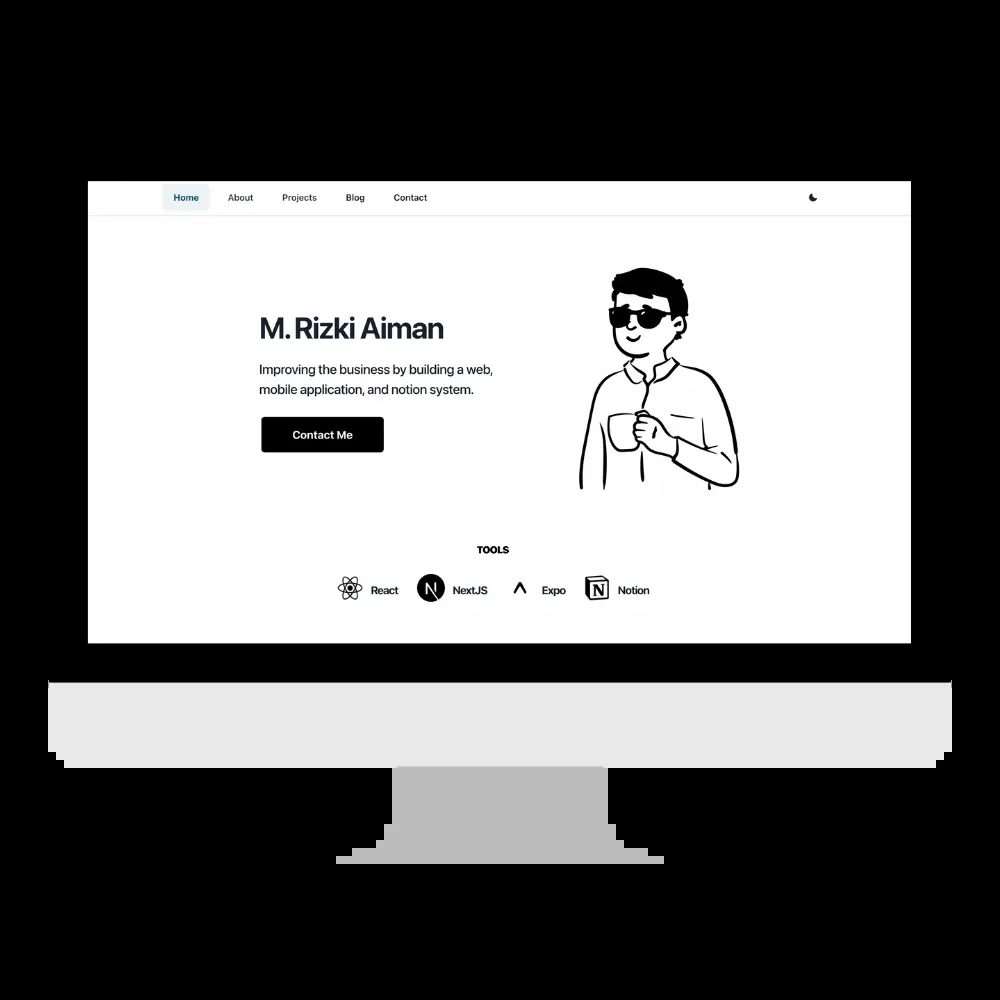 Home About Projects Blog Contact
M. Rizki Aiman
Improving the business by building a web,
mobile application, and notion system.
Contact Me
TOOLS
React N NextJS Expo N Notion